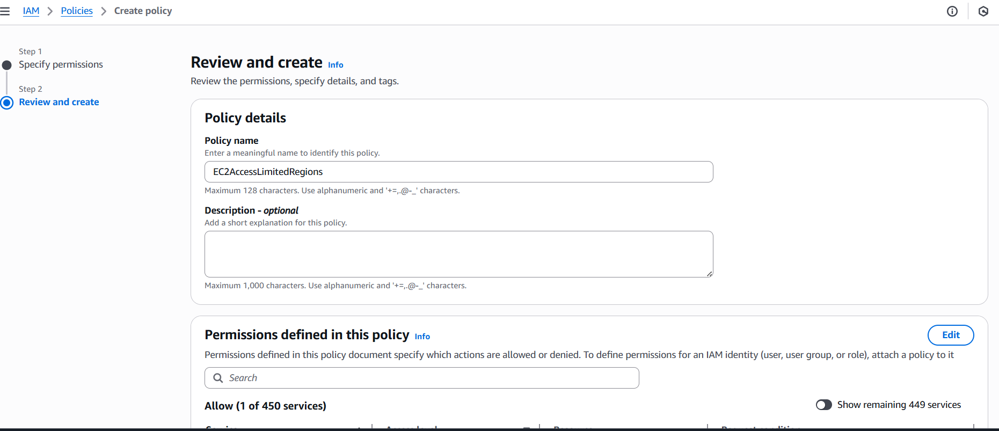 IAM > Policies > Create policy
Step 1
Specify permissions
Step 2
Review and create
Review and create Info
Review the permissions, specify details, and tags.
Policy details
Policy name
Enter a meaningful name to identify this policy.
EC2AccessLimitedRegions
Maximum 128 characters. Use alphanumeric and '+=,.@-_' characters.
Description - optional
Add a short explanation for this policy.
Maximum 1,000 characters. Use alphanumeric and '+=,.@-_' characters.
Permissions defined in this policy Info
Edit
Permissions defined in this policy document specify which actions are allowed or denied. To define permissions for an IAM identity (user, user group, or role), attach a policy to it
Search
Allow (1 of 450 services)
Show remaining 449 services